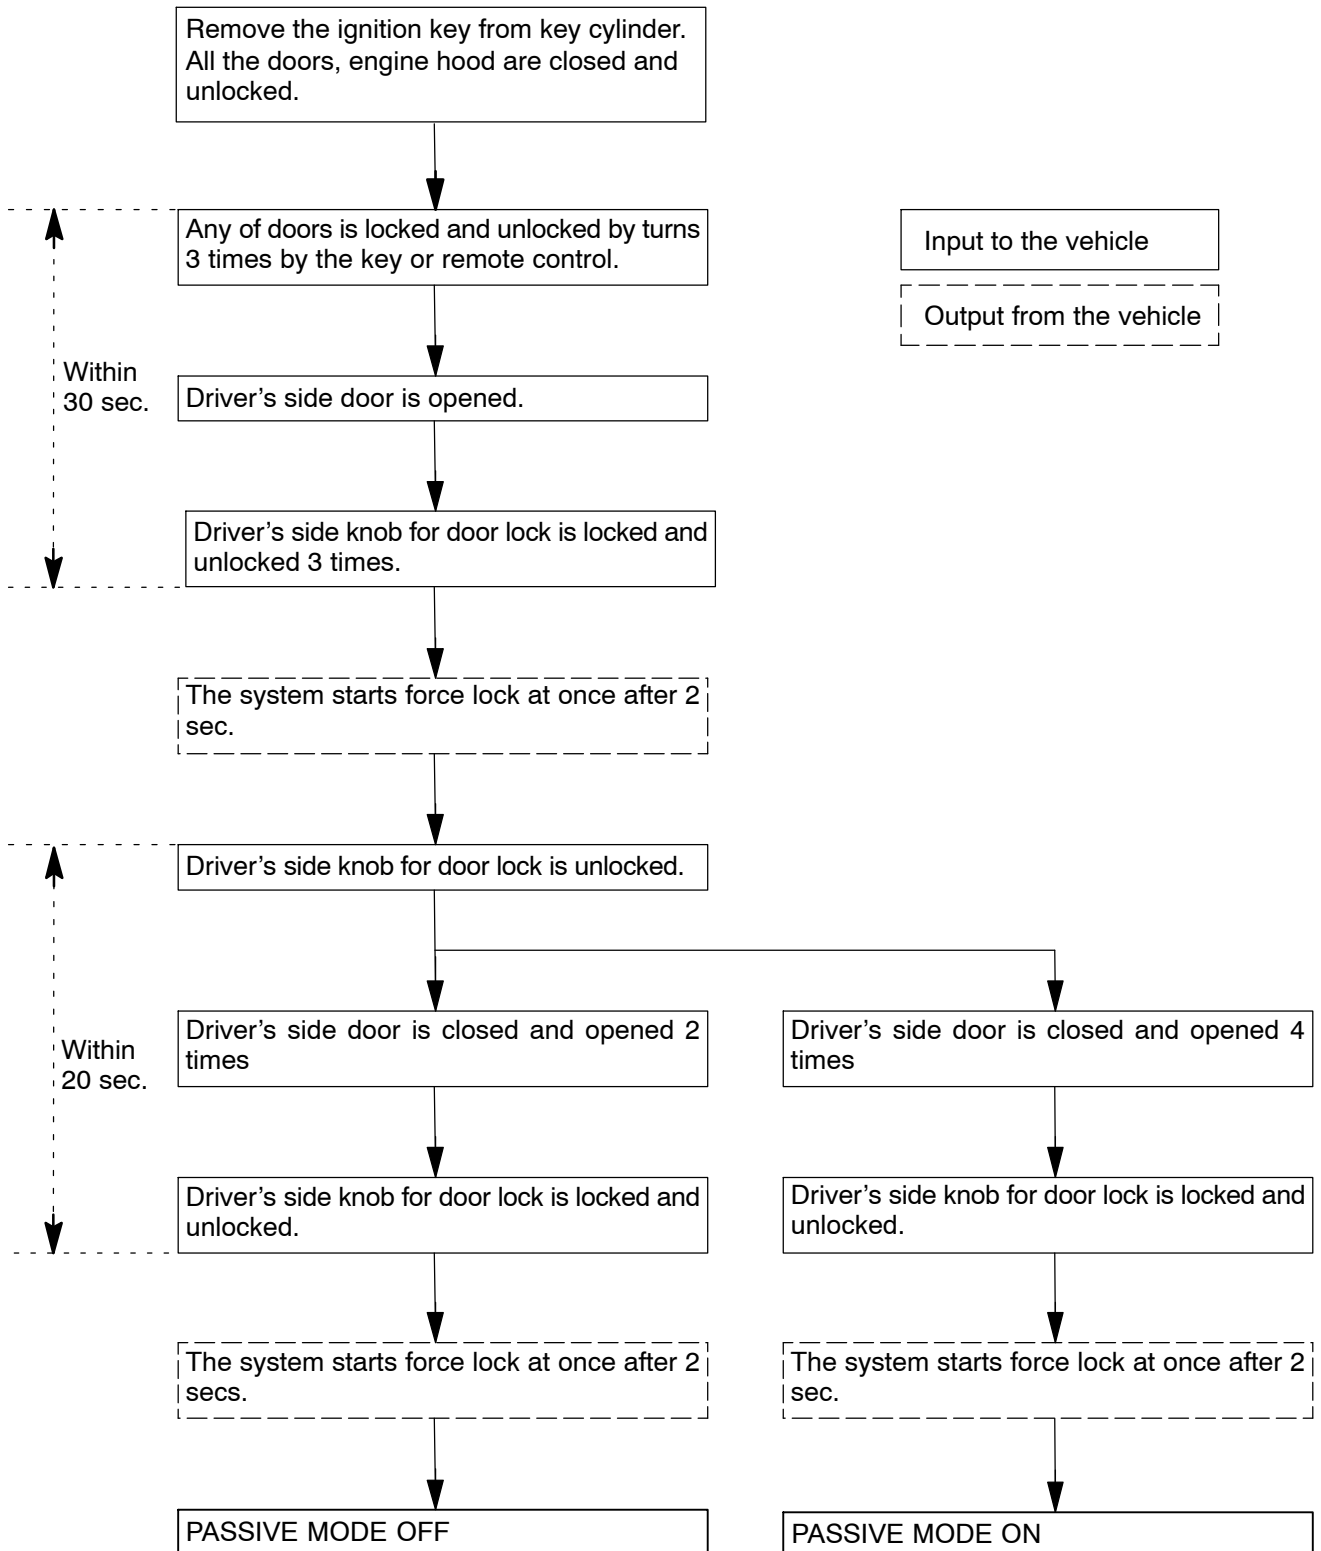 Remove the ignition key from key cylinder.
All the doors, engine hood are closed and
unlocked.
Any of doors is locked and unlocked by turns
3 times by the key or remote control.
Input to the vehicle
Output from the vehicle
Within
30 sec.
Driver’s side door is opened.
Driver’s side knob for door lock is locked and
unlocked 3 times.
The system starts force lock at once after 2
sec.
Driver’s side knob for door lock is unlocked.
Within
20 sec.
Driver’s side door is closed and opened 2
times
Driver’s side door is closed and opened 4
times
Driver’s side knob for door lock is locked and
unlocked.
Driver’s side knob for door lock is locked and
unlocked.
The system starts force lock at once after 2
secs.
The system starts force lock at once after 2
sec.
PASSIVE MODE OFF
PASSIVE MODE ON